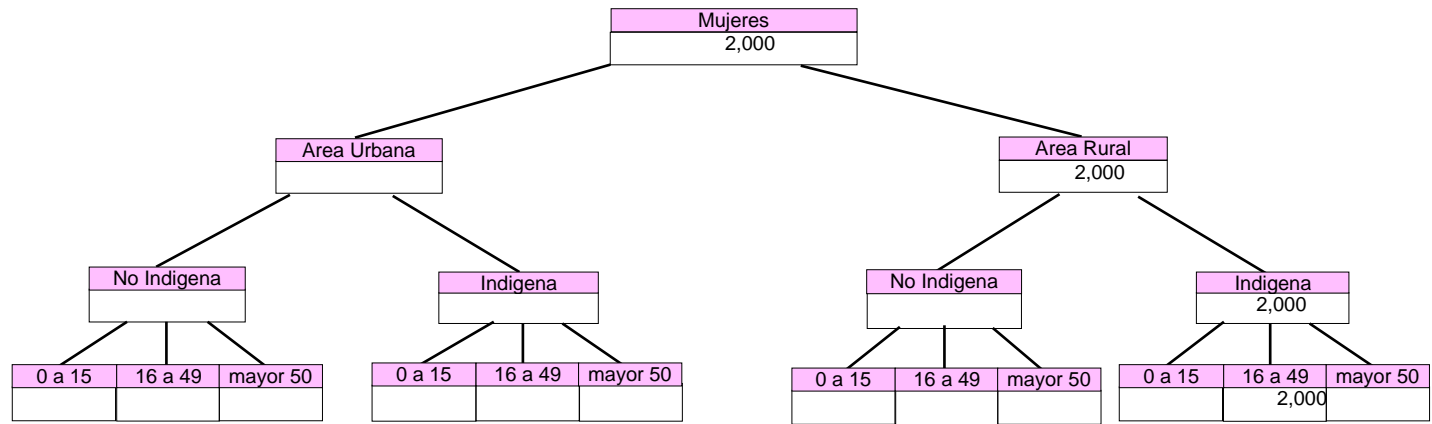 Mujeres
2,000
Area Urbana
Area Rural
2,000
No Indigena
Indigena
No Indigena
Indigena
2,000
0 a 15 16 a 49 mayor 50
0 a 15 16 a 49 mayor 50
0 a 15 16 a 49 mayor 50
0 a 15 16 a 49 mayor 50
2,000